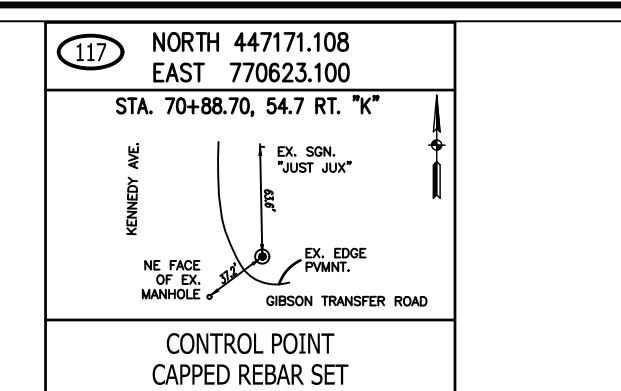 117
NORTH 447171.108
EAST 770623.100
STA. 70+88.70, 54.7 RT. "K"
KENNEDY AVE.
EX. SGN.
"JUST JUX"
63.6'
37.2'
NE FACE
OF EX.
MANHOLE
EX. EDGE
PVMNT.
GIBSON TRANSFER ROAD
CONTROL POINT
CAPPED REBAR SET